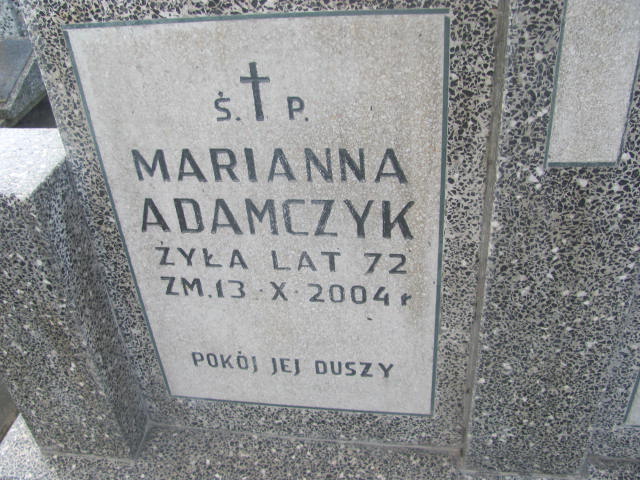 Ś. P.
MARIANNA
ADAMCZYK
ŻYŁA LAT 72
ZM. 13 · X · 2004 r
POKÓJ JEJ DUSZY